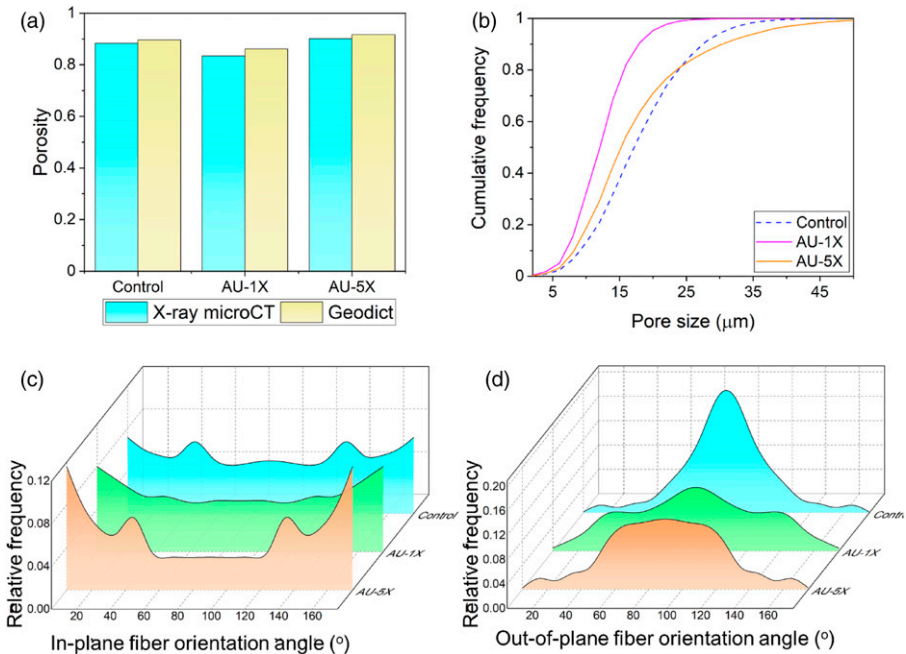 (a)
1
0.8
0.6
0.4
0.2
0
Porosity
Control
AU-1X
AU-5X
X-ray microCT
Geodict
(b)
1
0.8
0.6
0.4
0.2
0
Cumulative frequency
5
15
25
35
45
Pore size (μm)
Control
AU-1X
AU-5X
(c)
0.12
0.08
0.04
0.00
Relative frequency
20 40 60 80 100 120 140 160
In-plane fiber orientation angle (°)
Control
AU-1X
AU-5X
(d)
0.20
0.16
0.12
0.08
0.04
0.00
Relative frequency
20 40 60 80 100 120 140 160
Out-of-plane fiber orientation angle (°)
Contro
AU-1X
AU-5X